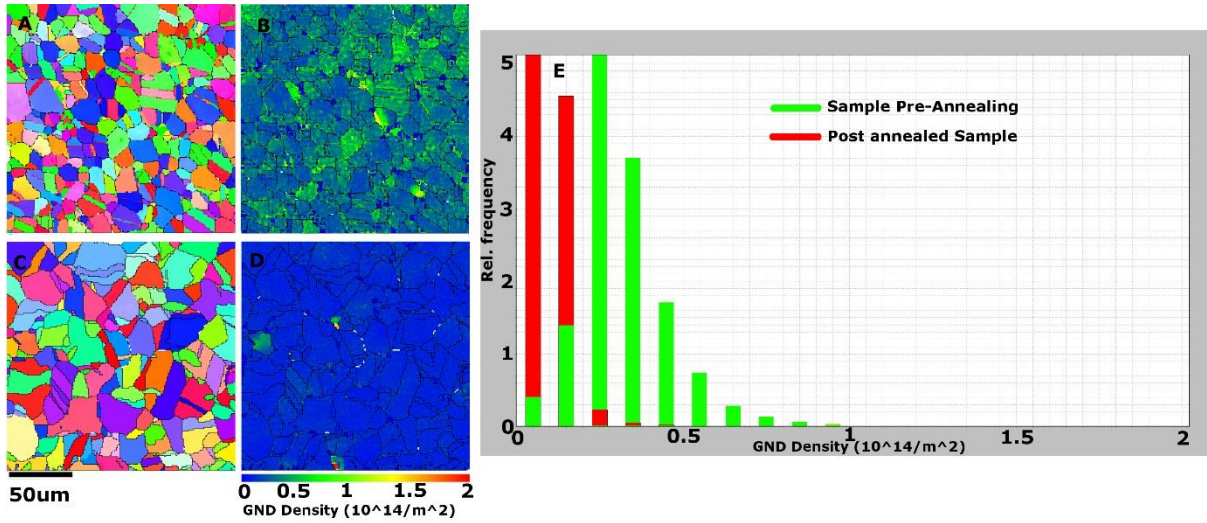 A
B
C
D
50um
0 0.5 1 1.5 2
GND Density (10^14/m^2)
E
Sample Pre-Annealing
Post annealed Sample
Rel. frequency
5
4
3
2
1
0
0 0.5 1 1.5 2
GND Density (10^14/m^2)